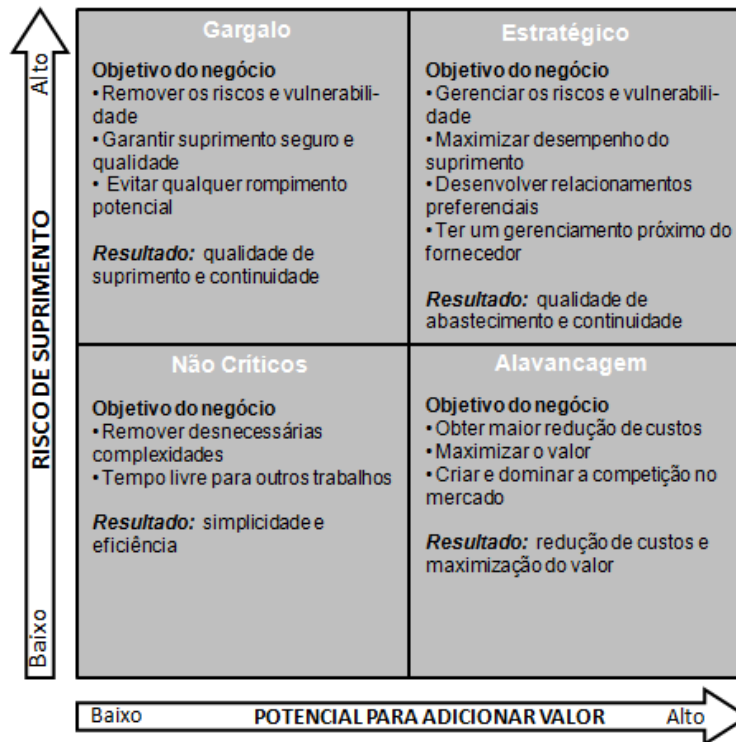 Alto
RISCO DE SUPRIMENTO
Baixo
Gargalo
Objetivo do negócio
• Remover os riscos e vulnerabili-
dade
• Garantir suprimento seguro e
qualidade
• Evitar qualquer rompimento
potencial
Resultado: qualidade de
suprimento e continuidade
Estratégico
Objetivo do negócio
• Gerenciar os riscos e vulnerabili-
dade
• Maximizar desempenho do
suprimento
• Desenvolver relacionamentos
preferenciais
• Ter um gerenciamento próximo do
fornecedor
Resultado: qualidade de
abastecimento e continuidade
Não Críticos
Objetivo do negócio
• Remover desnecessárias
complexidades
• Tempo livre para outros trabalhos
Resultado: simplicidade e
eficiência
Alavancagem
Objetivo do negócio
• Obter maior redução de custos
• Maximizar o valor
• Criar e dominar a competição no
mercado
Resultado: redução de custos e
maximização do valor
Baixo POTENCIAL PARA ADICIONAR VALOR Alto